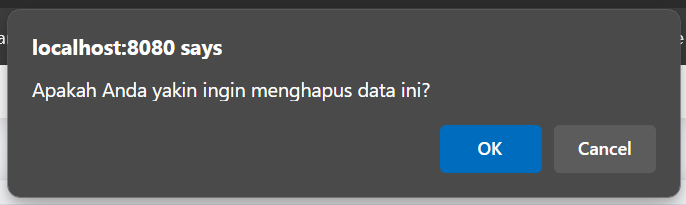 localhost:8080 says
Apakah Anda yakin ingin menghapus data ini?
OK
Cancel